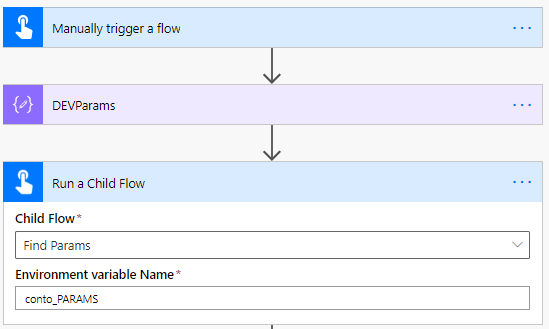 Manually trigger a flow
DEVParams
Run a Child Flow
Child Flow*
Find Params
Environment variable Name*
conto_PARAMS